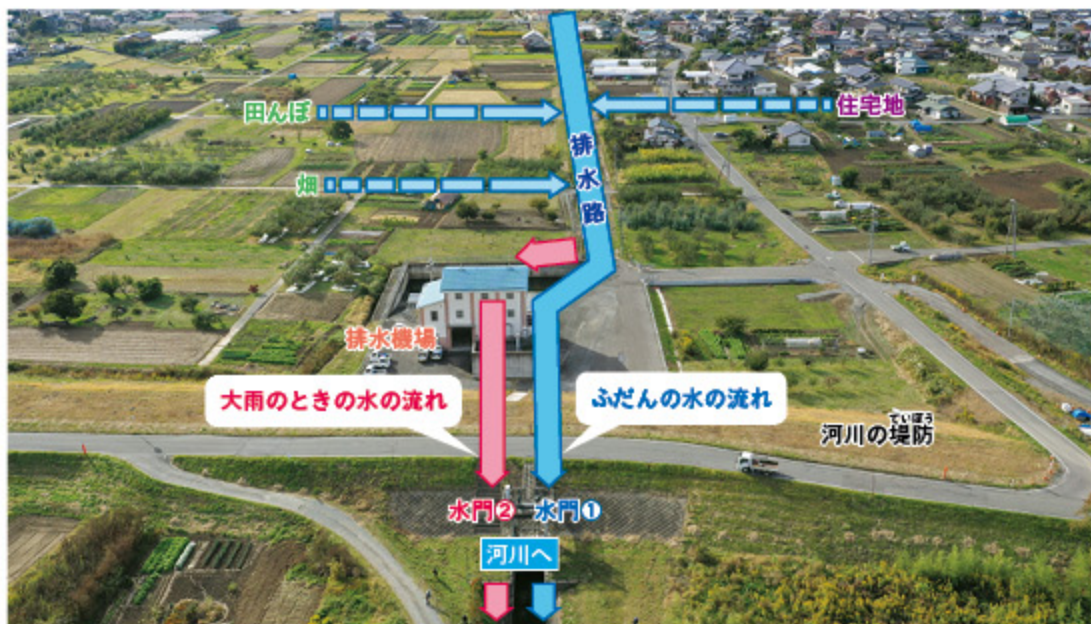 田んぼ
住宅地
排水路
畑
排水機場
大雨のときの水の流れ
ふだんの水の流れ
ていぼう
河川の堤防
水門②
水門①
河川へ